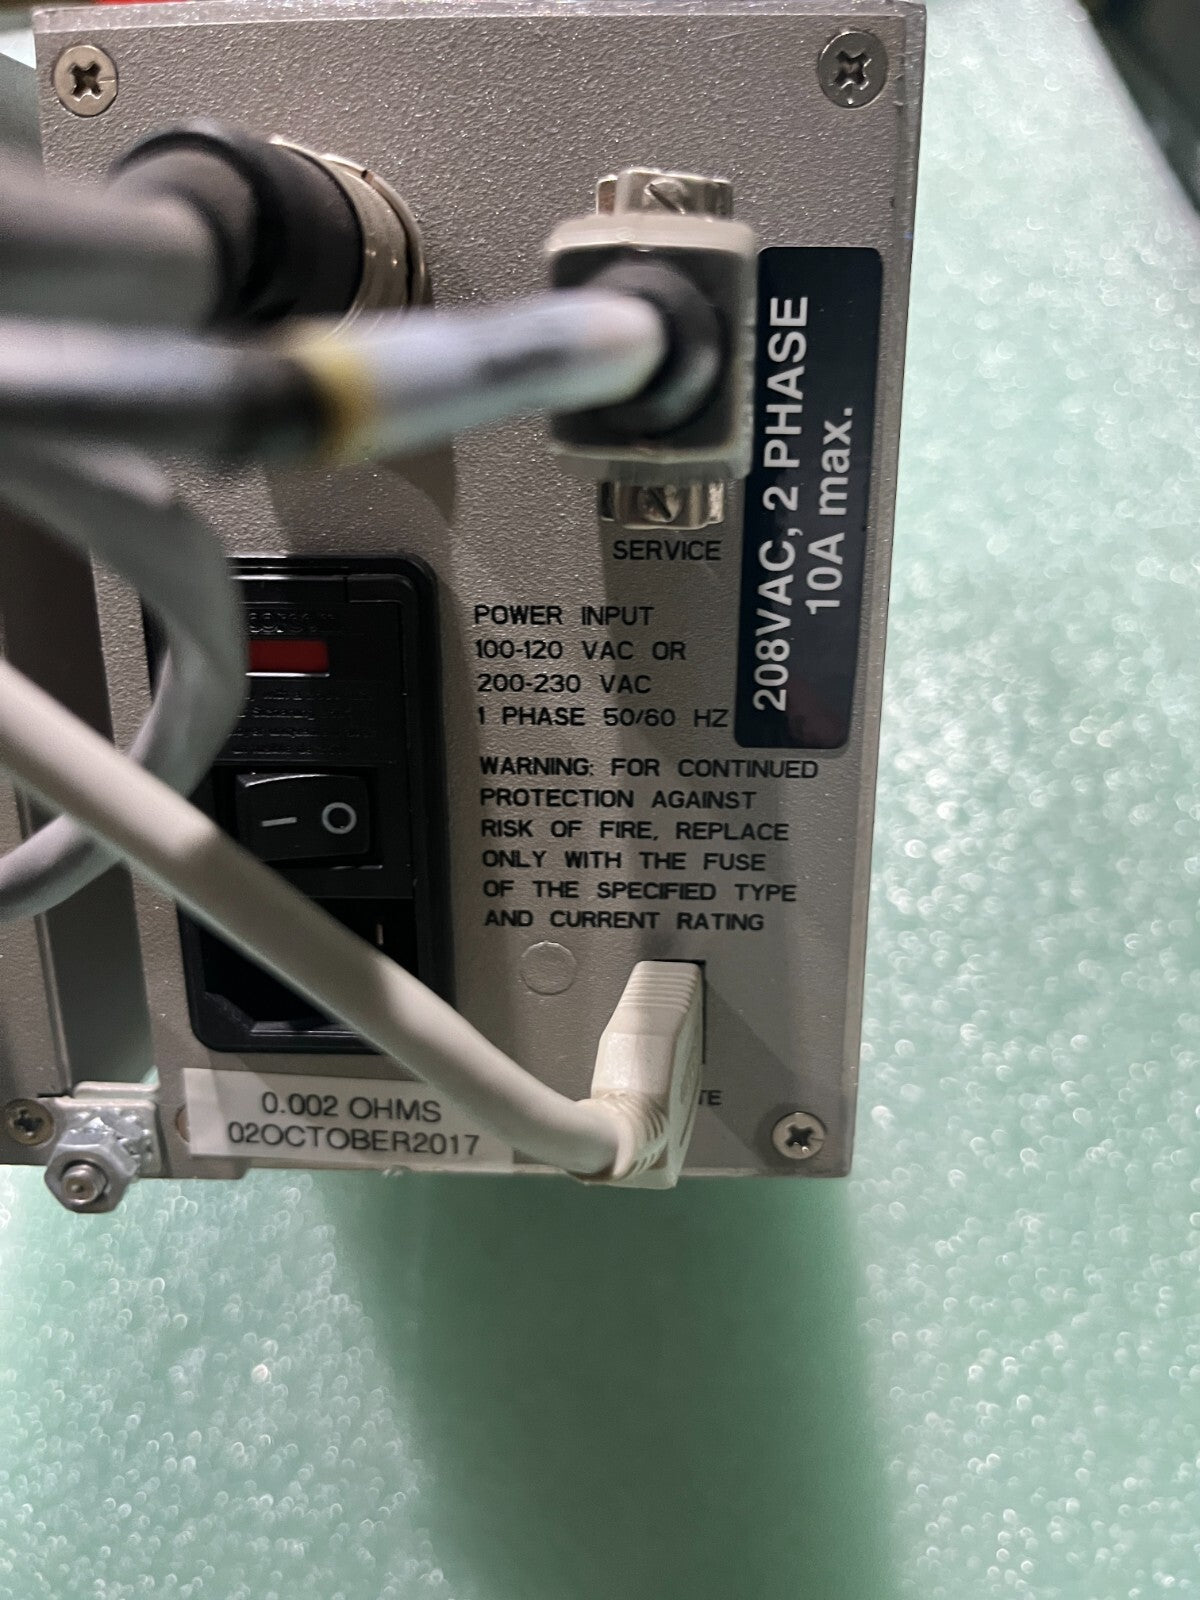 SERVICE
208VAC, 2 PHASE
10A max.
POWER INPUT
100-120 VAC OR
200-230 VAC
1 PHASE 50/60 HZ
WARNING: FOR CONTINUED
PROTECTION AGAINST
RISK OF FIRE, REPLACE
ONLY WITH THE FUSE
OF THE SPECIFIED TYPE
AND CURRENT RATING
0.002 OHMS
02OCTOBER2017